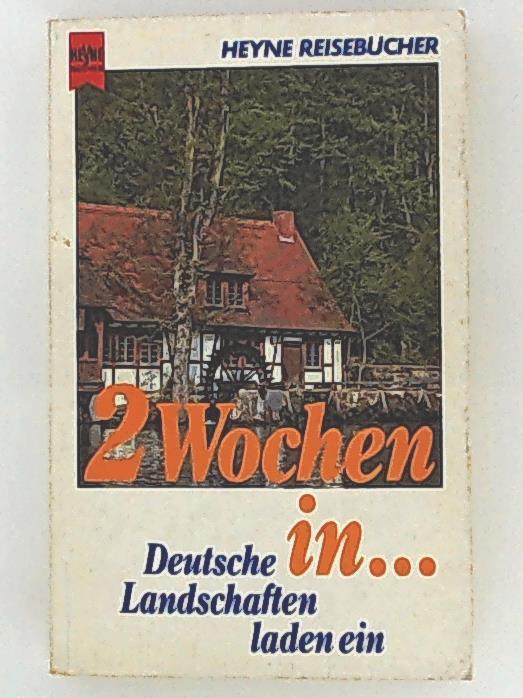 HEYNE
HEYNE REISEBÜCHER
2 Wochen
in...
Deutsche
Landschaften
laden ein